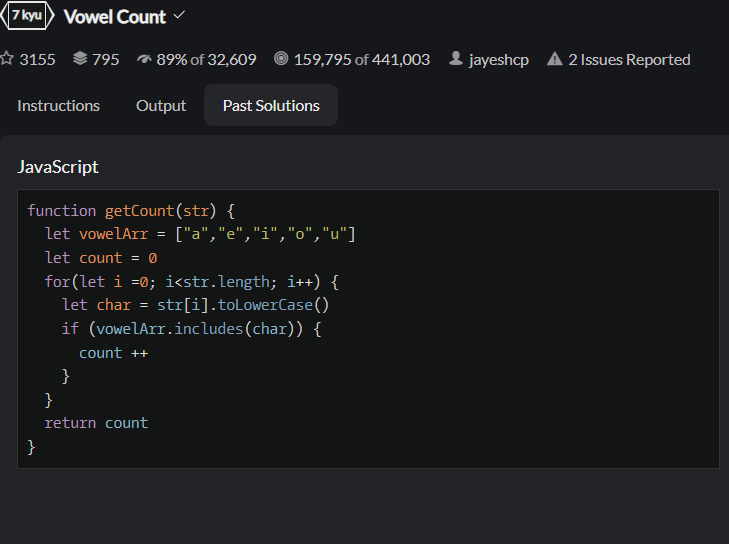 7 kyu Vowel Count
3155 795 89% of 32,609 159,795 of 441,003 jayeshcp 2 Issues Reported
Instructions Output Past Solutions
JavaScript
function getCount(str) {
  let vowelArr = ["a","e","i","o","u"]
  let count = 0
  for(let i =0; i<str.length; i++) {
    let char = str[i].toLowerCase()
    if (vowelArr.includes(char)) {
      count ++
    }
  }
  return count
}